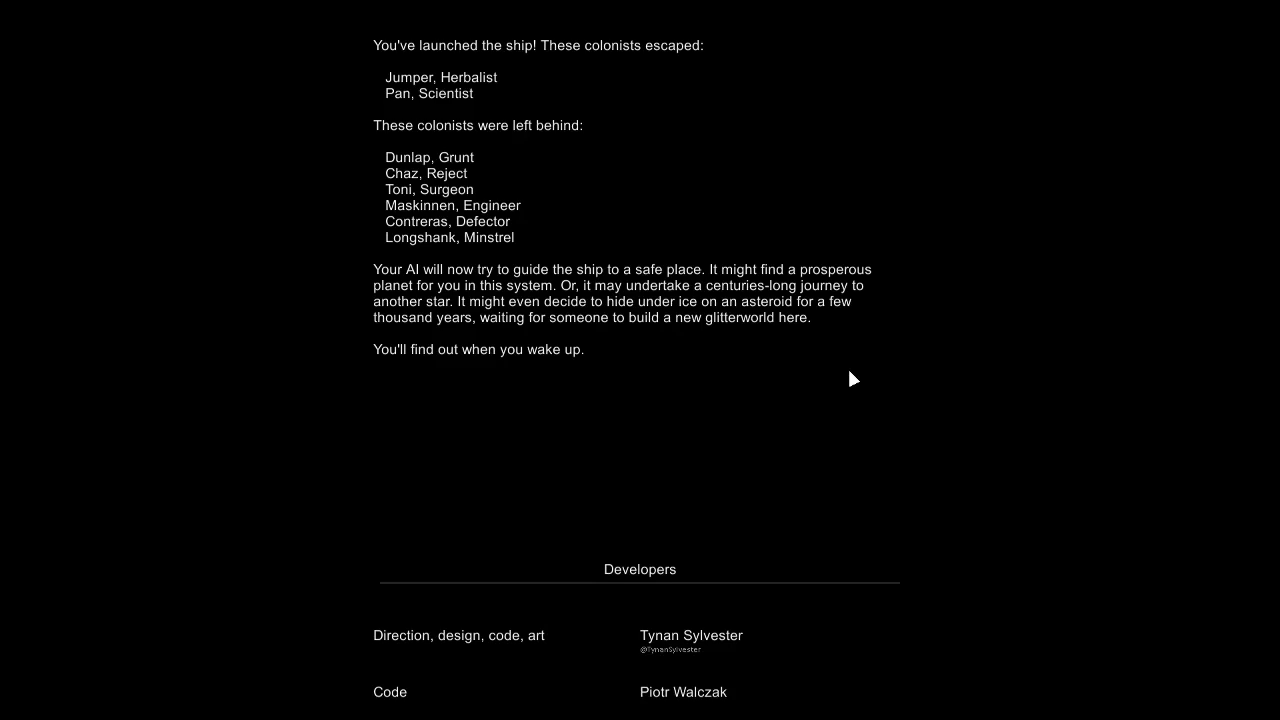 You've launched the ship! These colonists escaped:
Jumper, Herbalist
Pan, Scientist
These colonists were left behind:
Dunlap, Grunt
Chaz, Reject
Toni, Surgeon
Maskinnen, Engineer
Contreras, Defector
Longshank, Minstrel
Your AI will now try to guide the ship to a safe place. It might find a prosperous
planet for you in this system. Or, it may undertake a centuries-long journey to
another star. It might even decide to hide under ice on an asteroid for a few
thousand years, waiting for someone to build a new glitterworld here.
You'll find out when you wake up.
Developers
Direction, design, code, art Tynan Sylvester
@TynanSylvester
Code Piotr Walczak